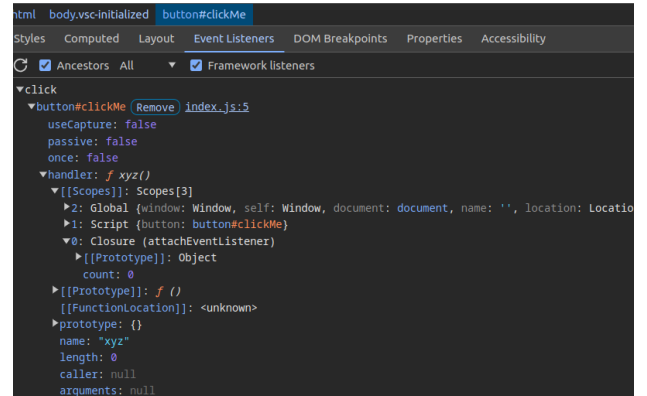 html body.vsc-initialized button#clickMe
Styles Computed Layout Event Listeners DOM Breakpoints Properties Accessibility
Ancestors All ▼ Framework listeners
▼click
▼button#clickMe Remove index.js:5
useCapture: false
passive: false
once: false
▼handler: ƒ xyz()
▼[[Scopes]]: Scopes[3]
▶2: Global {window: Window, self: Window, document: document, name: '', location: Locatio
▶1: Script {button: button#clickMe}
▼0: Closure (attachEventListener)
▶[[Prototype]]: Object
count: 0
▶[[Prototype]]: ƒ ()
[[FunctionLocation]]: <unknown>
▶prototype: {}
name: "xyz"
length: 0
caller: null
arguments: null